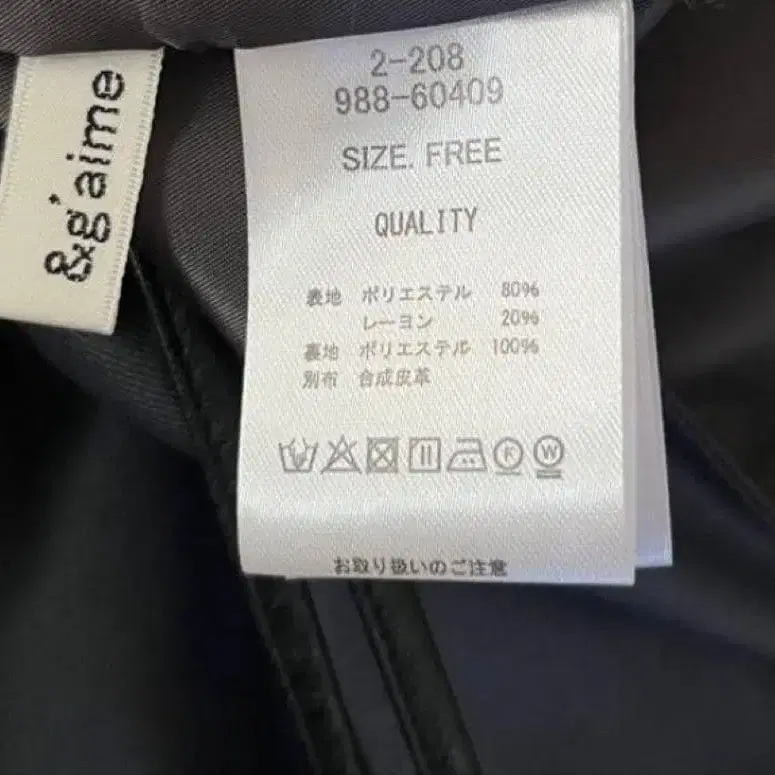 &g'aime
2-208
988-60409
SIZE. FREE
QUALITY
表地 ポリエステル 80%
レーヨン 20%
裏地 ポリエステル 100%
別布 合成皮革
F W
お取り扱いのご注意